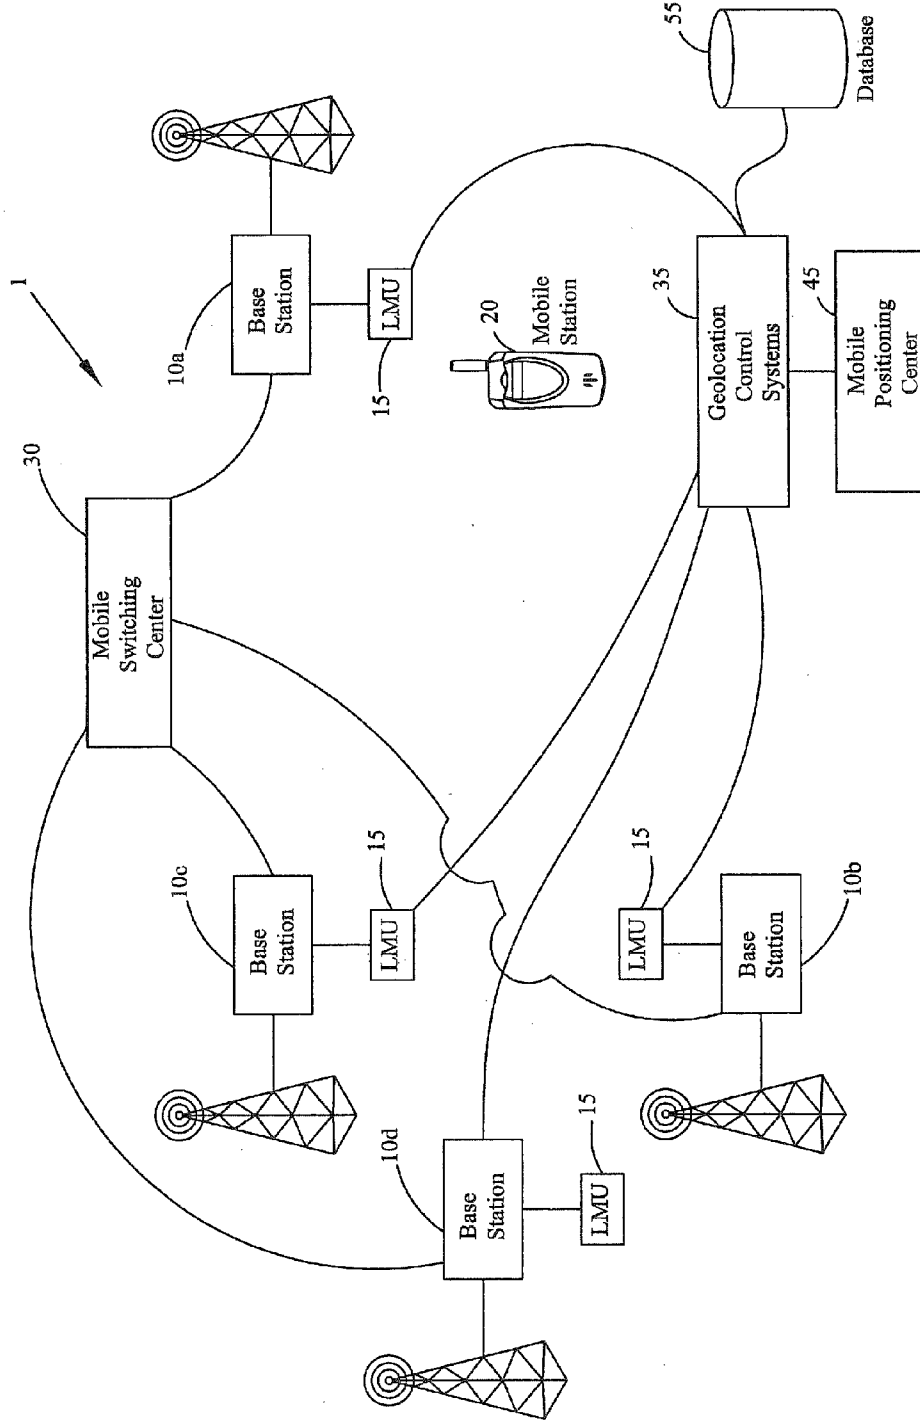 1
30
Mobile
Switching
Center
10c
10a
Base
Station
Base
Station
15
LMU
15
LMU
10d
Base
Station
20
Mobile
Station
15
LMU
15
LMU
35
55
Geolocation
Control
Systems
Base
Station
10b
45
Mobile
Positioning
Center
Database